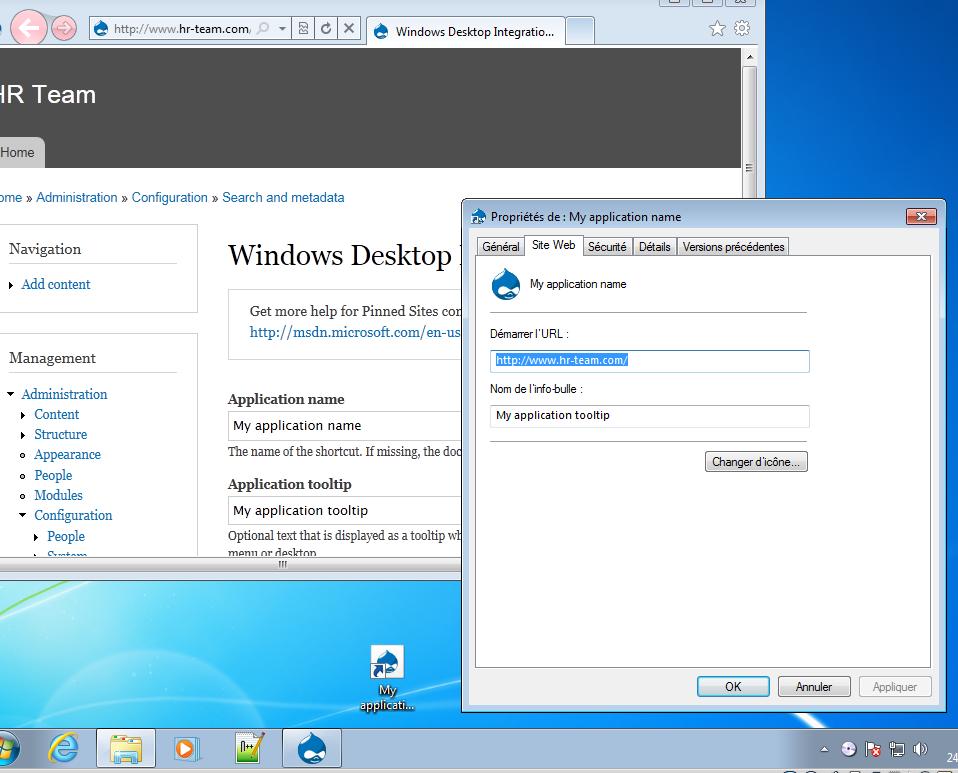 http://www.hr-team.com/
Windows Desktop Integratio...
HR Team
Home
ome » Administration » Configuration » Search and metadata
Navigation
Add content
Management
Administration
Content
Structure
Appearance
People
Modules
Configuration
People
System
Windows Desktop
Get more help for Pinned Sites con
http://msdn.microsoft.com/en-us
Application name
My application name
The name of the shortcut. If missing, the doc
Application tooltip
My application tooltip
Optional text that is displayed as a tooltip wh
menu or desktop
Propriétés de : My application name
Général
Site Web
Sécurité
Détails
Versions précédentes
My application name
Démarrer l'URL :
http://www.hr-team.com/
Nom de l'info-bulle :
My application tooltip
Changer d'icône...
OK
Annuler
Appliquer
My
applicati...
24